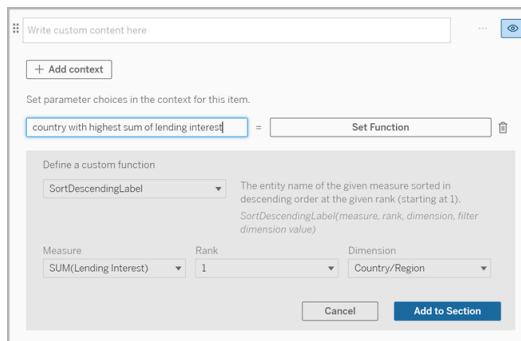 Write custom content here
+ Add context
Set parameter choices in the context for this item.
country with highest sum of lending interest = Set Function
Define a custom function
SortDescendingLabel
The entity name of the given measure sorted in
descending order at the given rank (starting at 1).
SortDescendingLabel(measure, rank, dimension, filter
dimension value)
Measure Rank Dimension
SUM(Lending Interest) 1 Country/Region
Cancel Add to Section